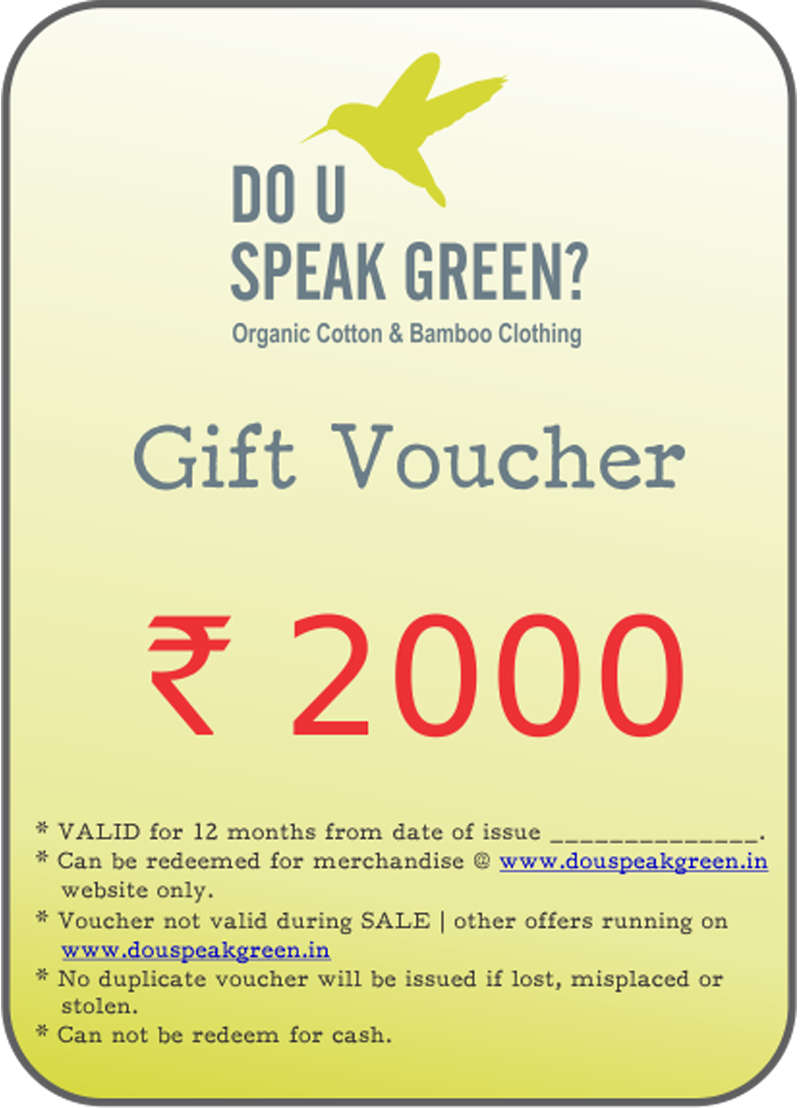 DO U
SPEAK GREEN?
Organic Cotton & Bamboo Clothing
Gift Voucher
₹ 2000
* VALID for 12 months from date of issue ______________.
* Can be redeemed for merchandise @ www.douspeakgreen.in
website only.
* Voucher not valid during SALE | other offers running on
www.douspeakgreen.in
* No duplicate voucher will be issued if lost, misplaced or
stolen.
* Can not be redeem for cash.